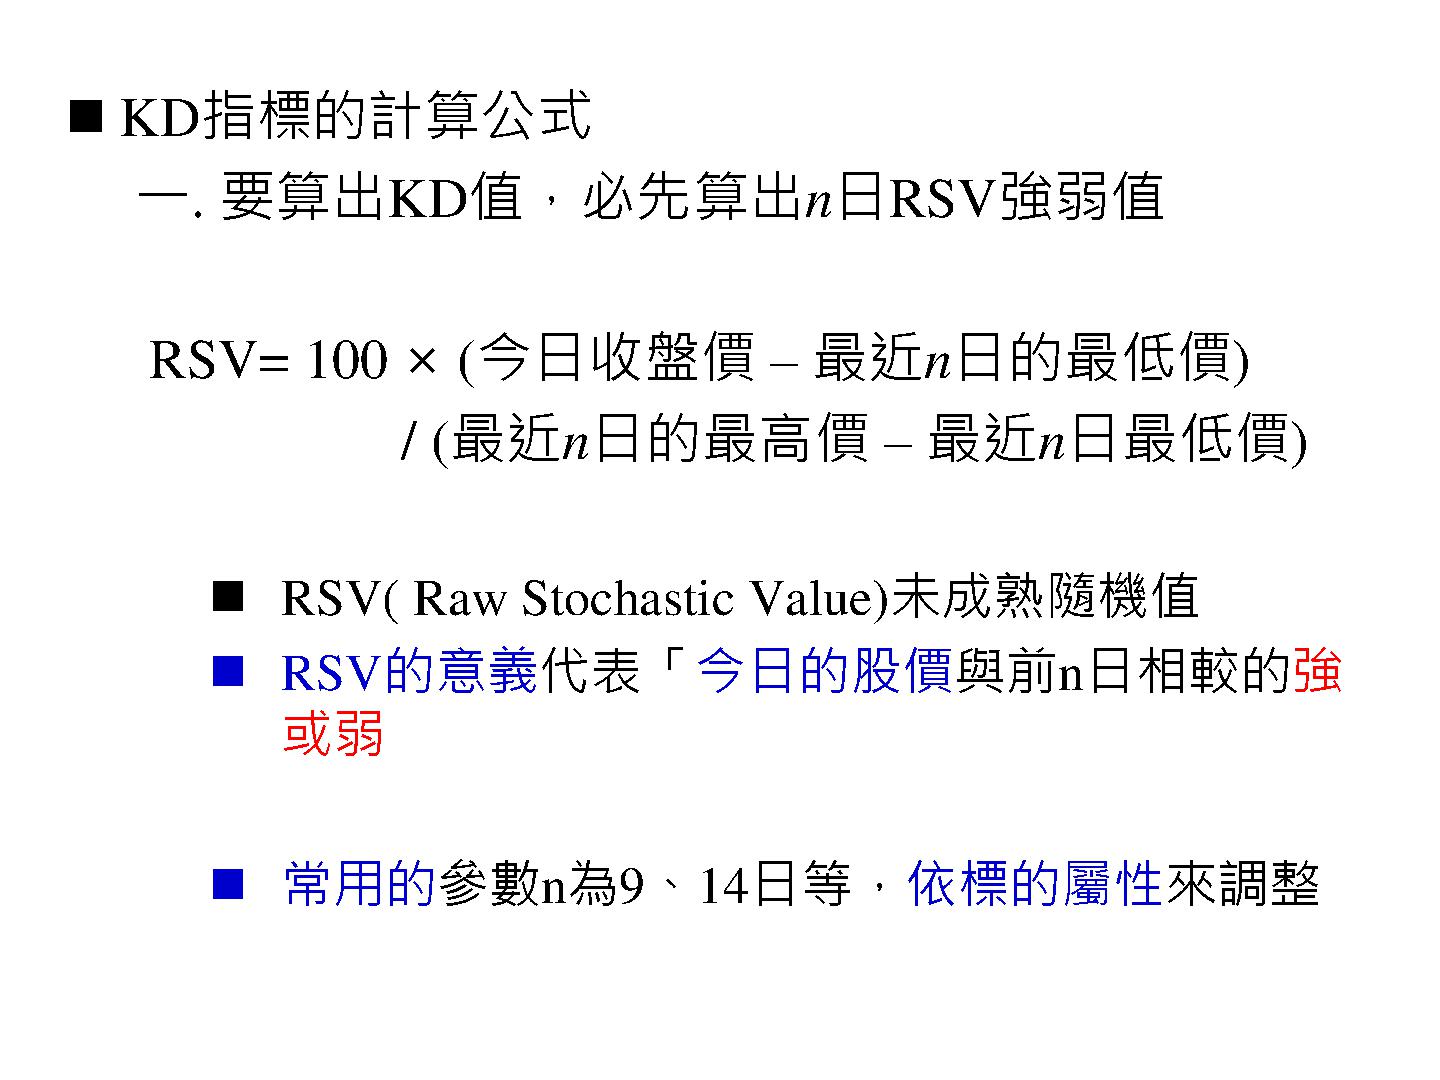 KD指標的計算公式
一. 要算出KD值，必先算出n日RSV強弱值
RSV= 100 × (今日收盤價 – 最近n日的最低價)
/ (最近n日的最高價 – 最近n日最低價)
RSV( Raw Stochastic Value)未成熟隨機值
RSV的意義代表「今日的股價與前n日相較的強
或弱
常用的參數n為9、14日等，依標的屬性來調整